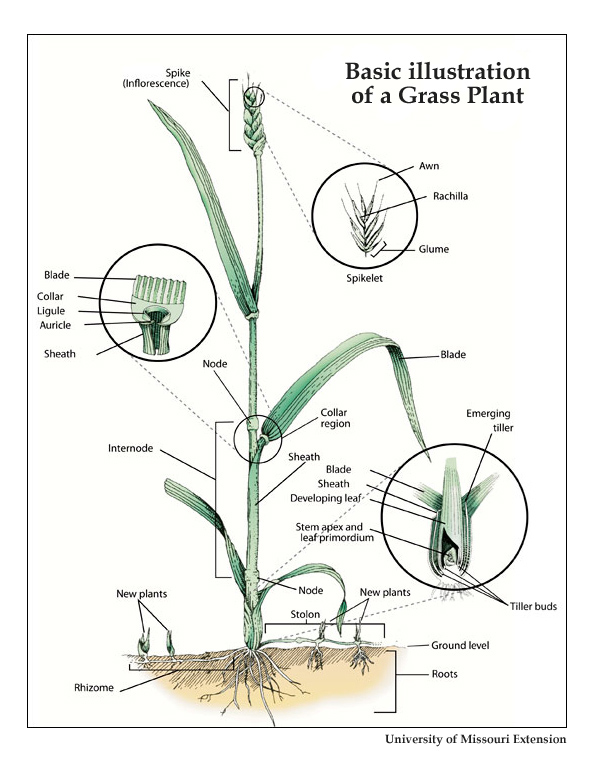 Basic illustration
of a Grass Plant
Spike
(Inflorescence)
Awn
Rachilla
Glume
Spikelet
Blade
Collar
Ligule
Auricle
Sheath
Node
Blade
Collar
region
Emerging
tiller
Internode
Sheath
Blade
Sheath
Developing leaf
Stem apex and
leaf primordium
Node
New plants
New plants
Tiller buds
Stolon
Ground level
Rhizome
Roots
University of Missouri Extension